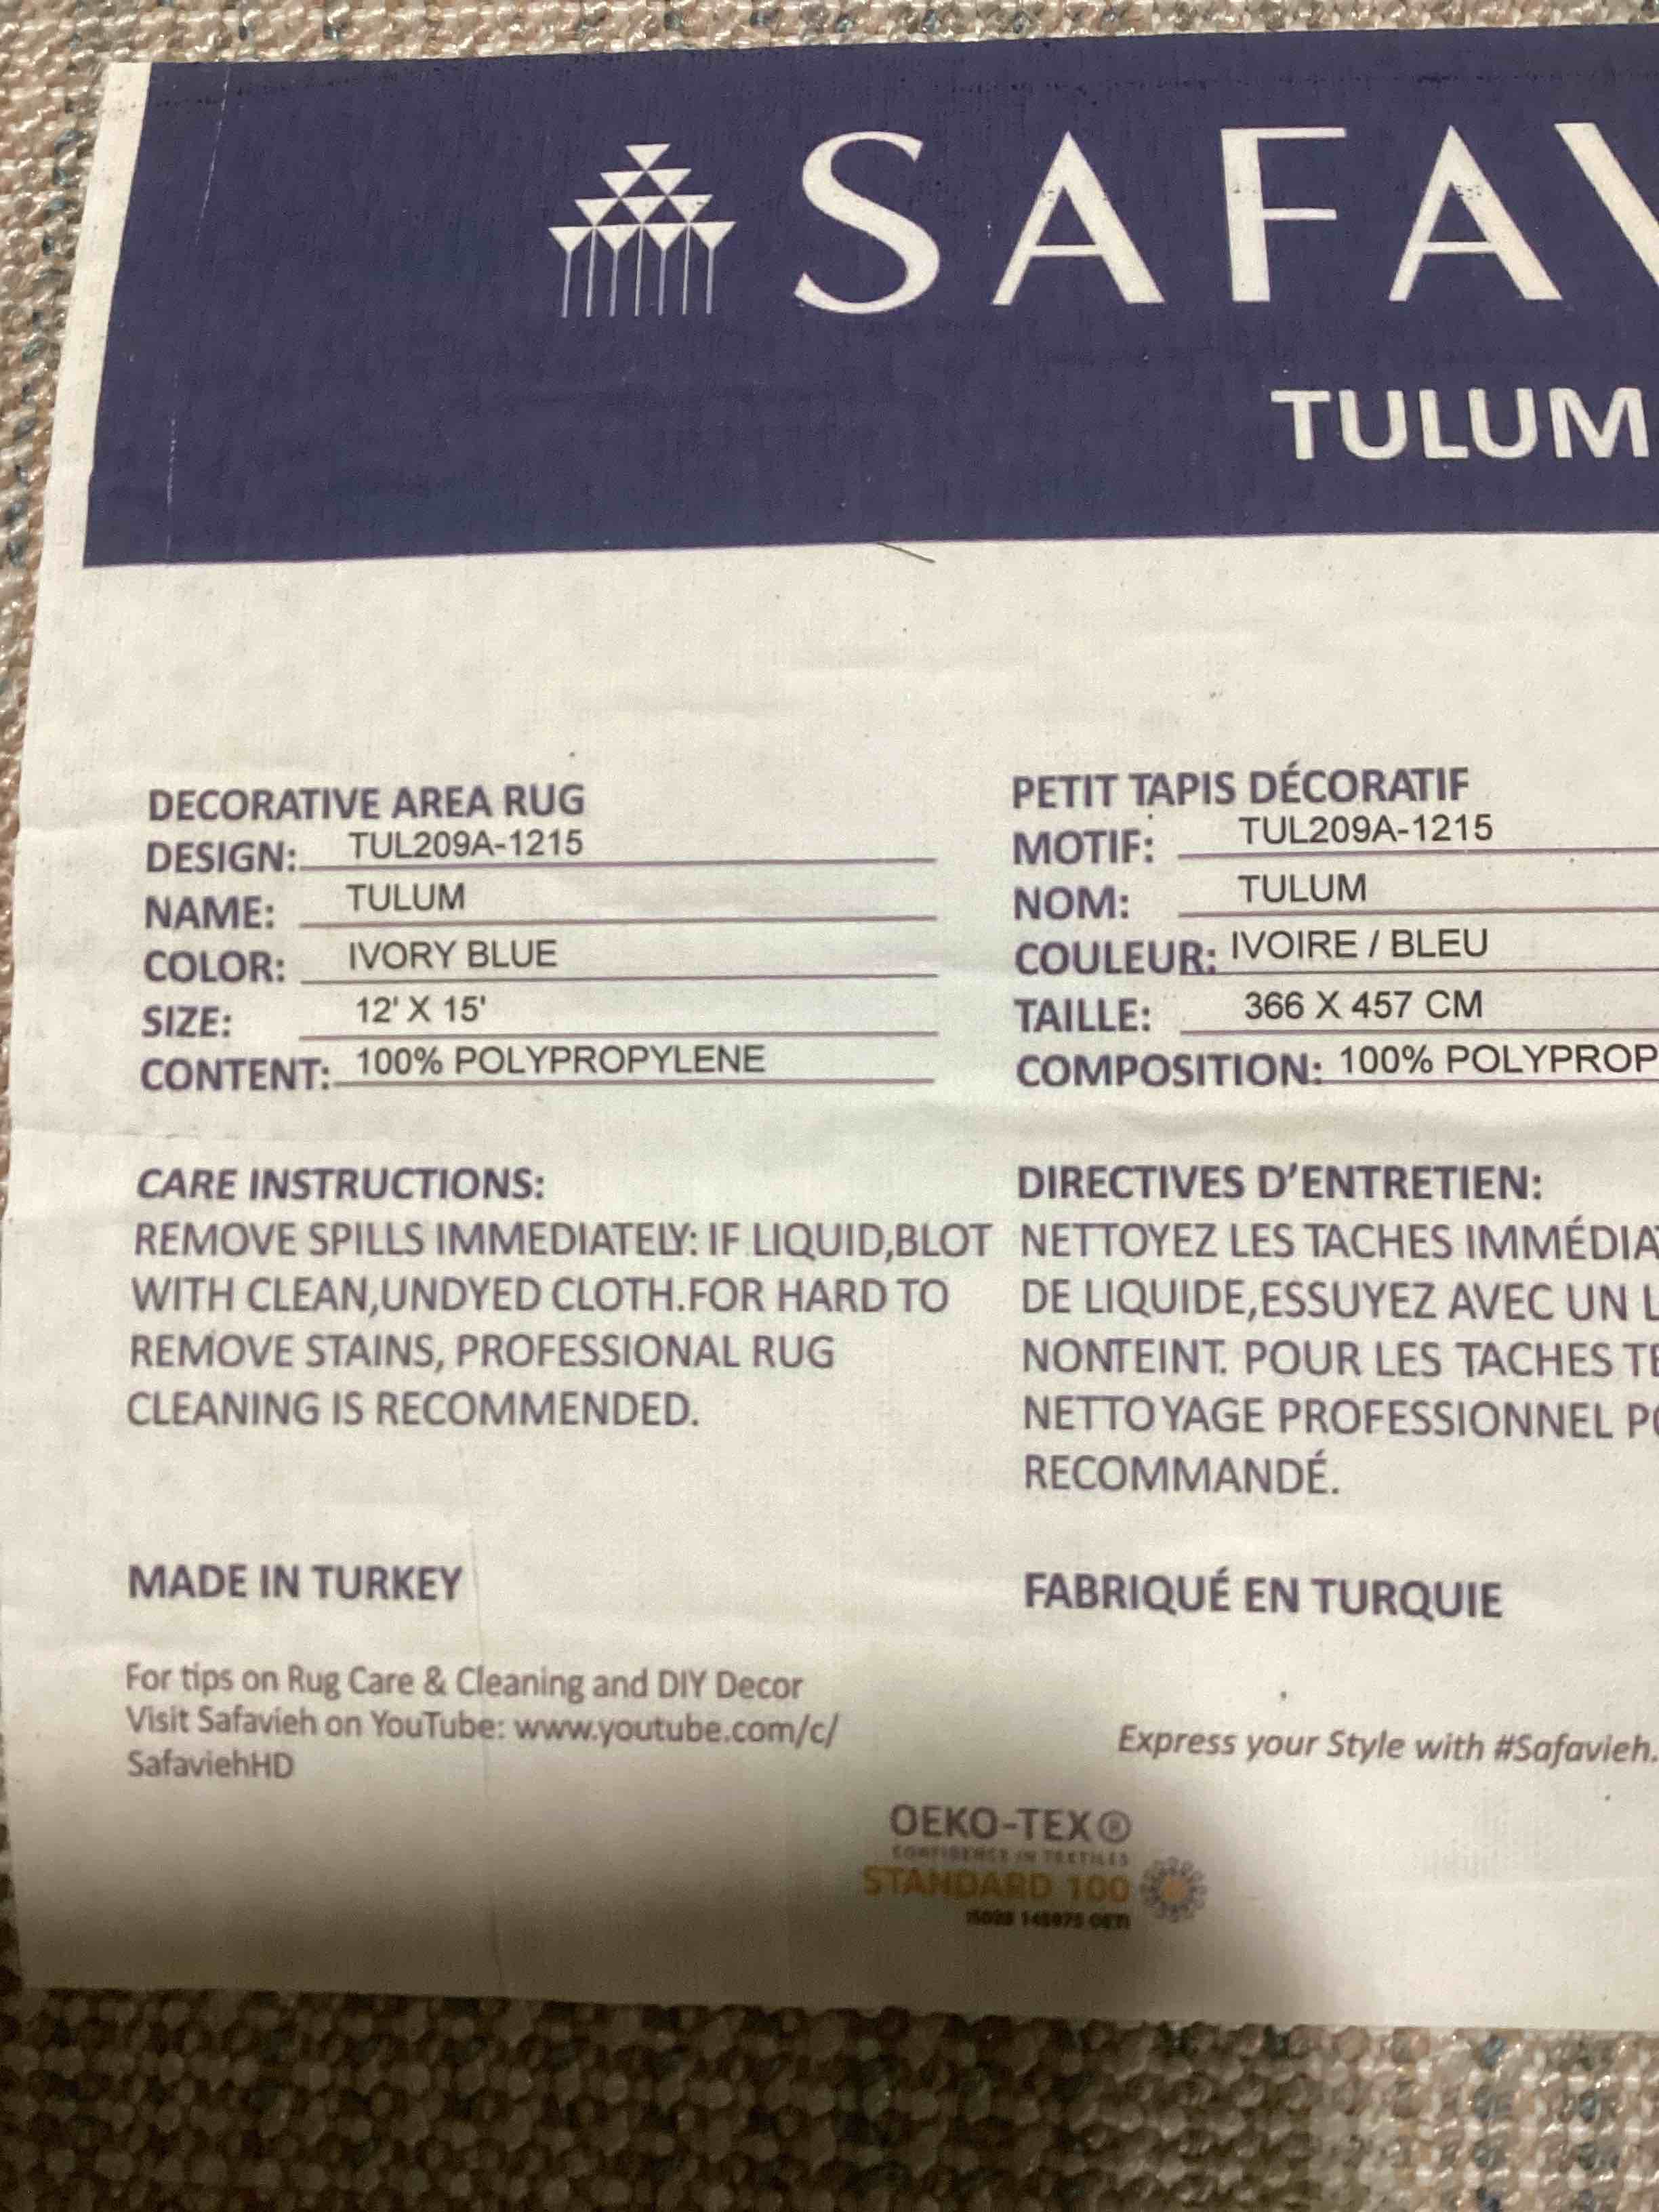 SAFAV
TULUM
DECORATIVE AREA RUG
DESIGN: TUL209A-1215
NAME: TULUM
COLOR: IVORY BLUE
SIZE: 12' X 15'
CONTENT: 100% POLYPROPYLENE
CARE INSTRUCTIONS:
REMOVE SPILLS IMMEDIATELY: IF LIQUID,BLOT
WITH CLEAN,UNDYED CLOTH.FOR HARD TO
REMOVE STAINS, PROFESSIONAL RUG
CLEANING IS RECOMMENDED.
MADE IN TURKEY
For tips on Rug Care & Cleaning and DIY Decor
Visit Safavieh on YouTube: www.youtube.com/c/
SafaviehHD
PETIT TAPIS DÉCORATIF
MOTIF: TUL209A-1215
NOM: TULUM
COULEUR: IVOIRE / BLEU
TAILLE: 366 X 457 CM
COMPOSITION: 100% POLYPROP
DIRECTIVES D'ENTRETIEN:
NETTOYEZ LES TACHES IMMÉDIA
DE LIQUIDE,ESSUYEZ AVEC UN L
NONTEINT. POUR LES TACHES TE
NETTOYAGE PROFESSIONNEL PO
RECOMMANDÉ.
FABRIQUÉ EN TURQUIE
Express your Style with #Safavieh.
OEKO-TEX®
CONFIDENCE IN TEXTILES
STANDARD 100